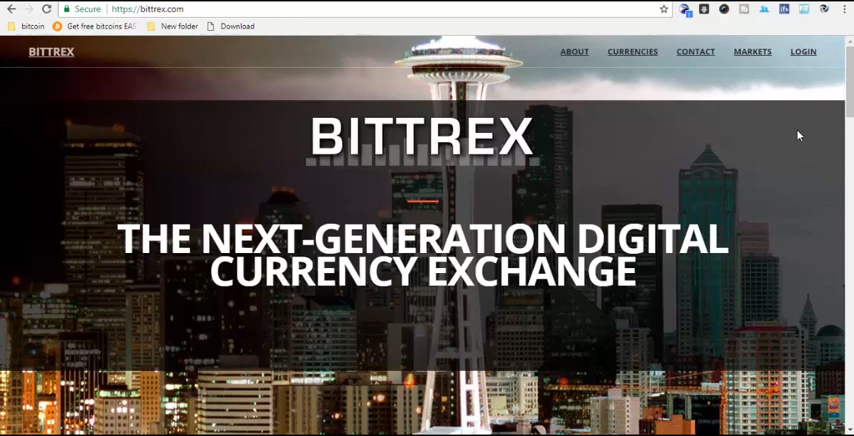 Secure
https://bittrex.com
bitcoin
Get free bitcoins EAS
New folder
Download
BITTREX
ABOUT
CURRENCIES
CONTACT
MARKETS
LOGIN
BITTREX
THE NEXT-GENERATION DIGITAL
CURRENCY EXCHANGE